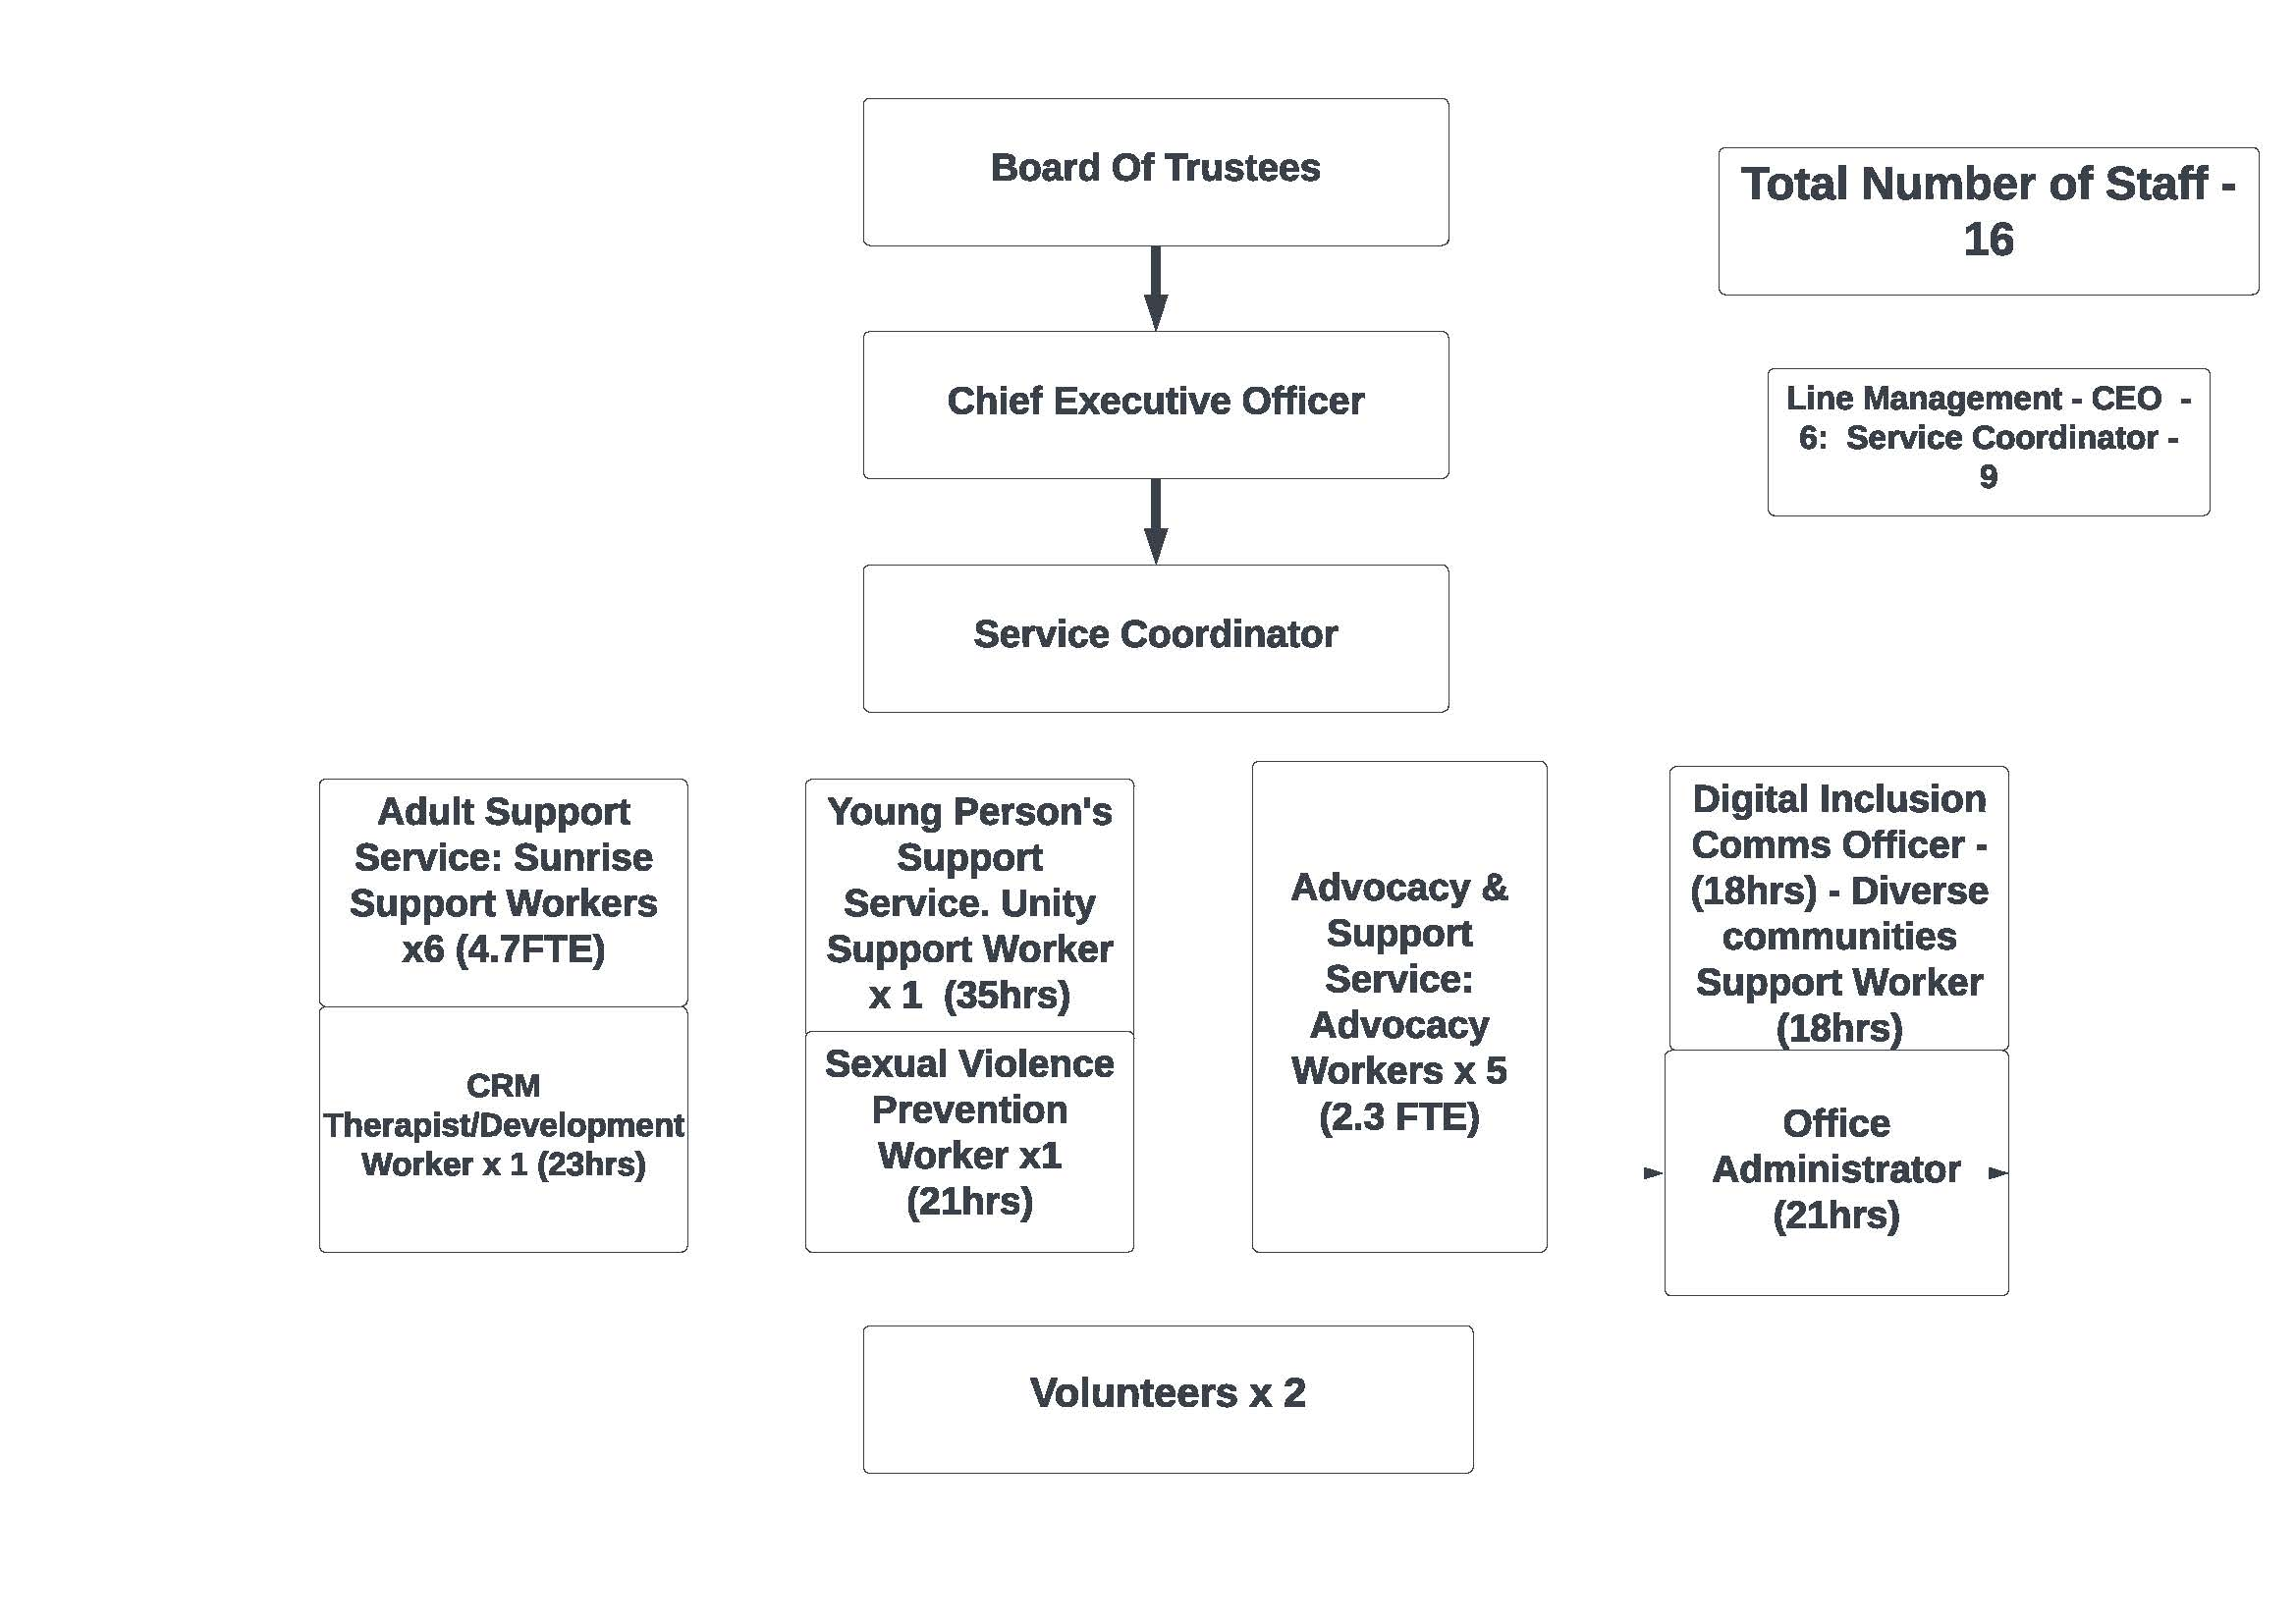 Board Of Trustees
Total Number of Staff -
16
Chief Executive Officer
Line Management - CEO  -
6:  Service Coordinator -
9
Service Coordinator
Adult Support
Service: Sunrise
Support Workers
x6 (4.7FTE)
CRM
Therapist/Development
Worker x 1 (23hrs)
Young Person's
Support
Service. Unity
Support Worker
x 1  (35hrs)
Sexual Violence
Prevention
Worker x1
(21hrs)
Advocacy &
Support
Service:
Advocacy
Workers x 5
(2.3 FTE)
Digital Inclusion
Comms Officer -
(18hrs) - Diverse
communities
Support Worker
(18hrs)
Office
Administrator
(21hrs)
Volunteers x 2